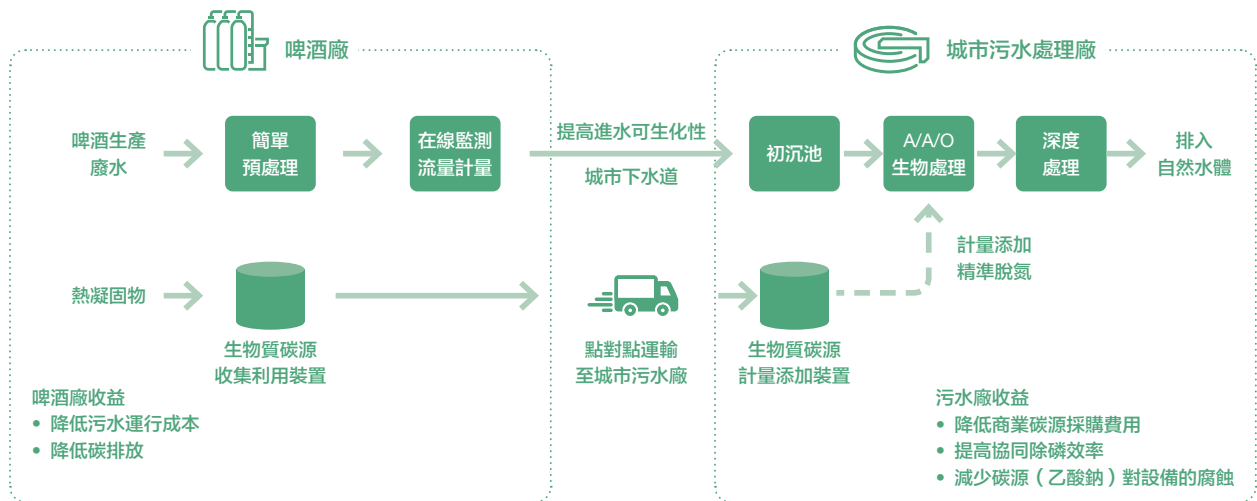 啤酒廠
城市污水處理廠
啤酒生產
廢水
簡單
預處理
在線監測
流量計量
提高進水可生化性
城市下水道
初沉池
A/A/O
生物處理
深度
處理
排入
自然水體
計量添加
精準脫氮
熱凝固物
生物質碳源
收集利用裝置
點對點運輸
至城市污水廠
生物質碳源
計量添加裝置
啤酒廠收益
• 降低污水運行成本
• 降低碳排放
污水廠收益
• 降低商業碳源採購費用
• 提高協同除磷效率
• 減少碳源（乙酸鈉）對設備的腐蝕